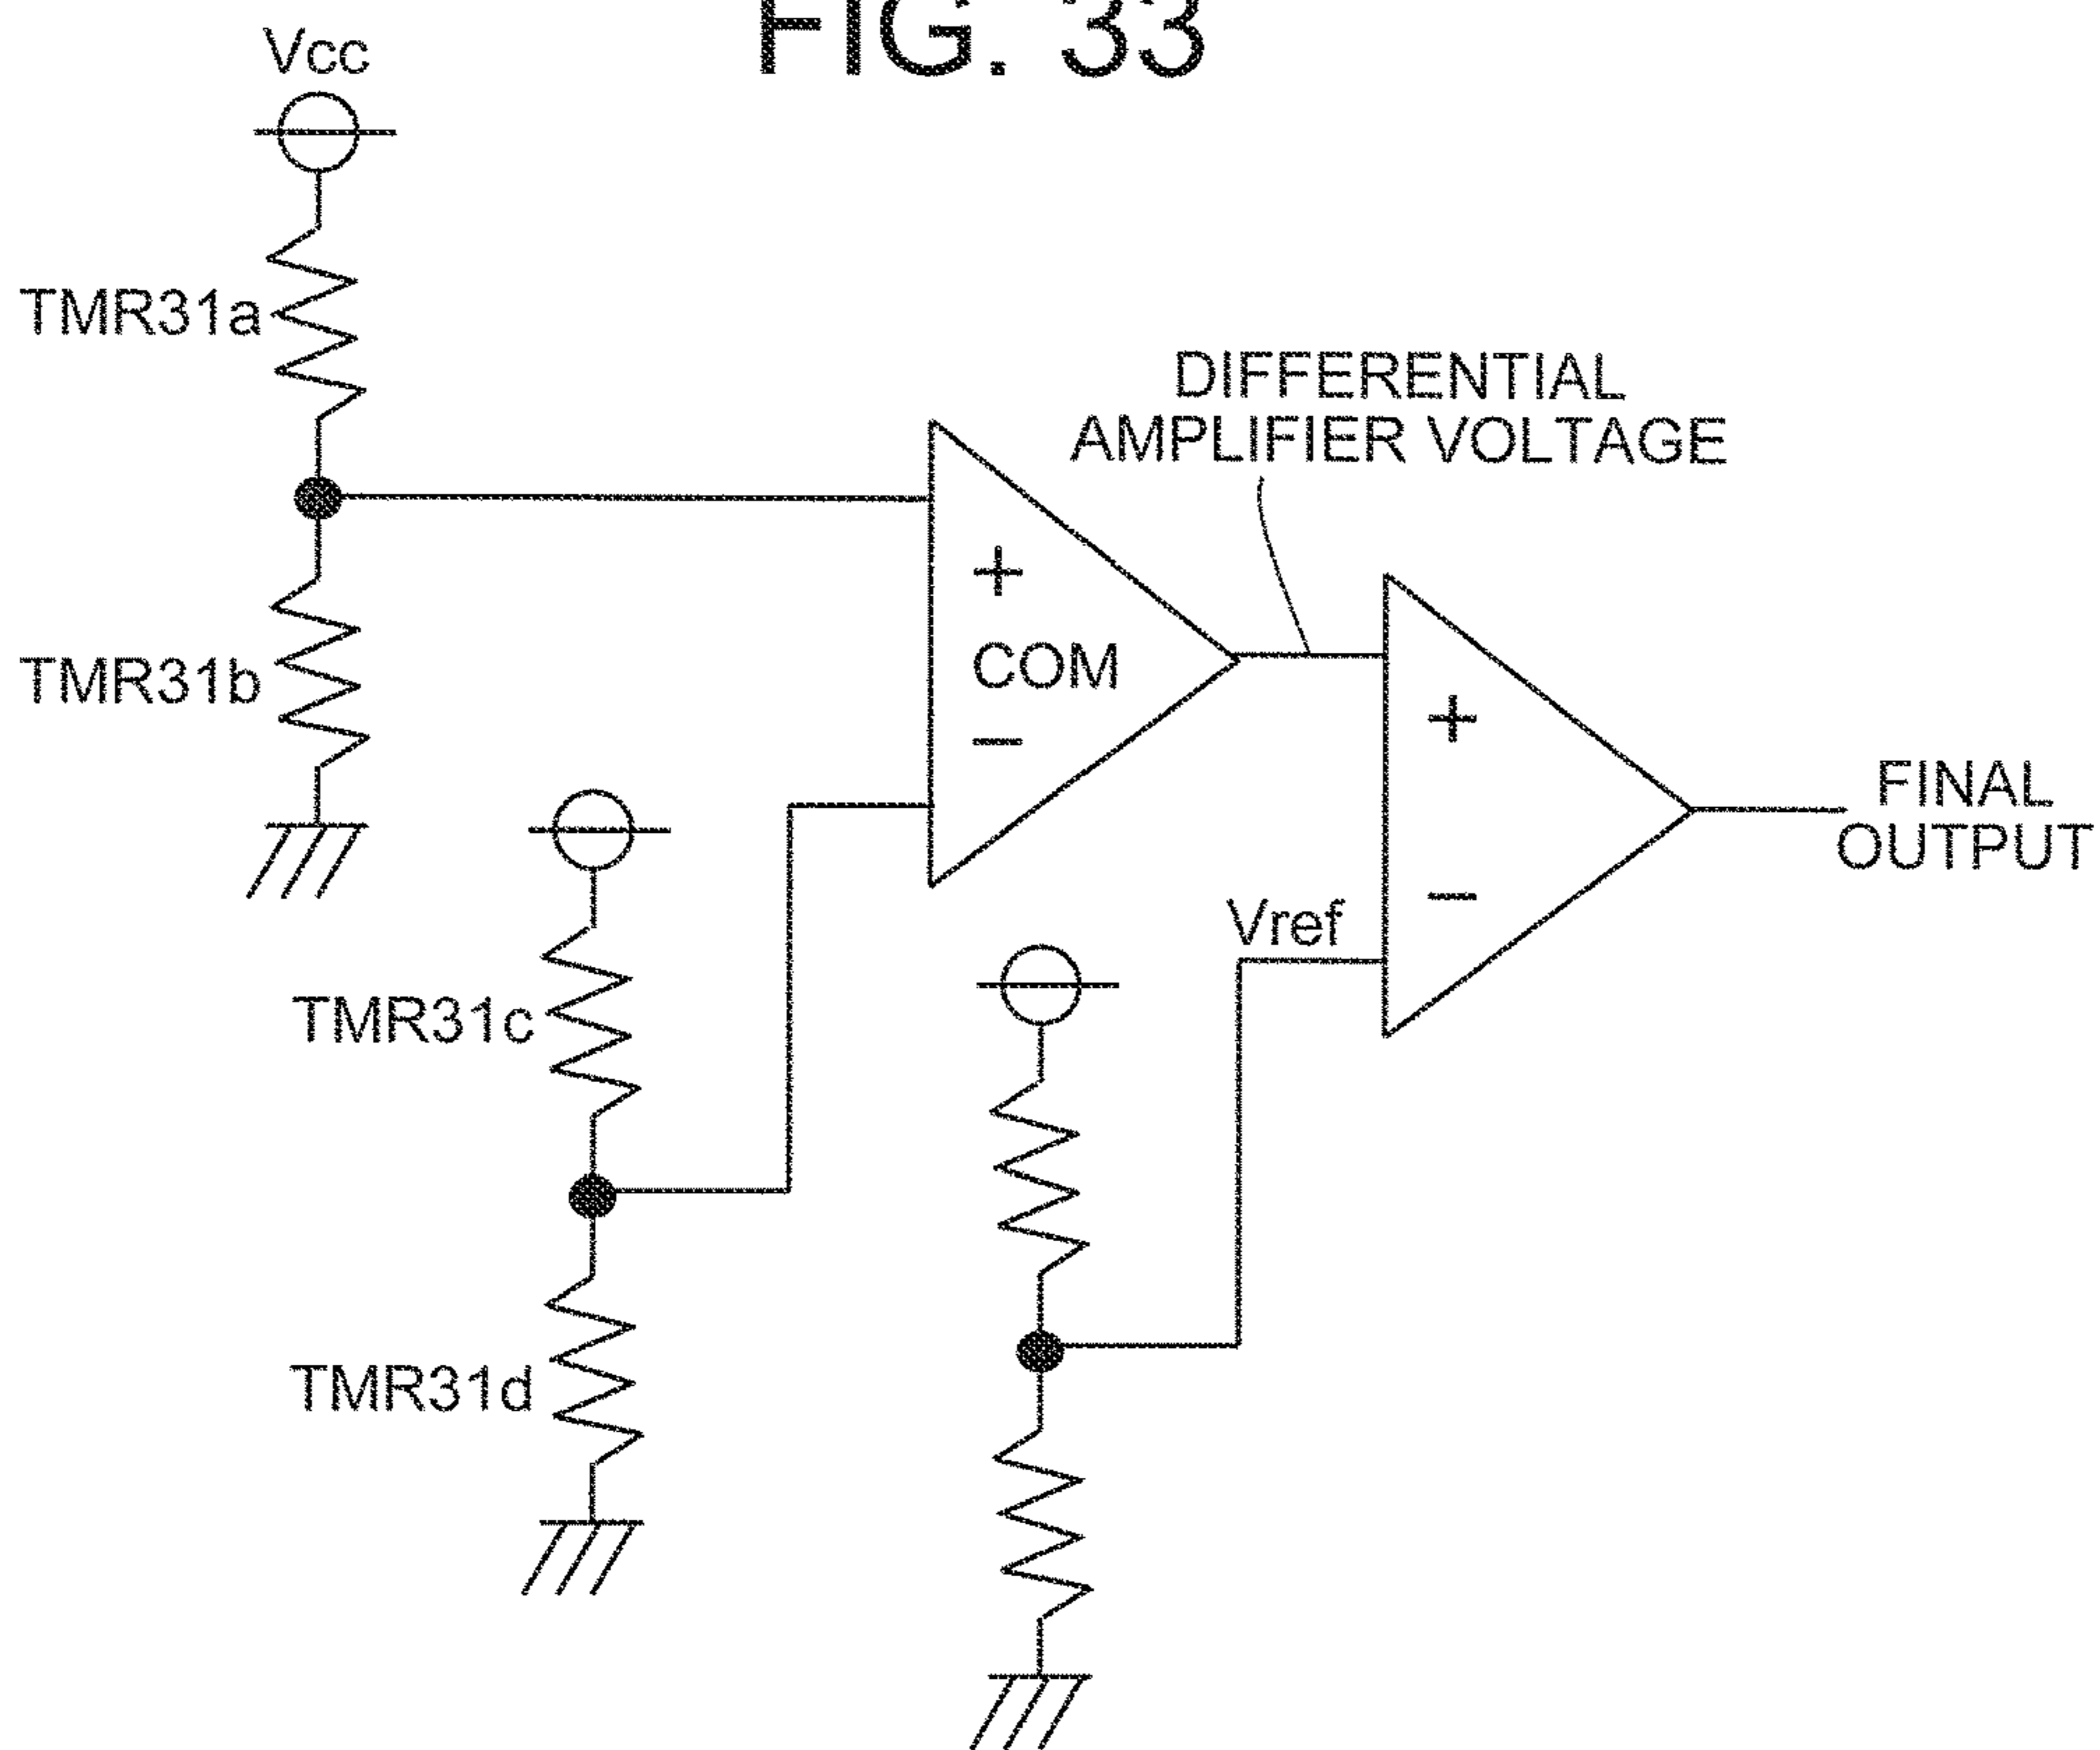 FIG. 33
Vcc
TMR31a
DIFFERENTIAL
AMPLIFIER VOLTAGE
+
COM
−
TMR31b
+
−
FINAL
OUTPUT
Vref
TMR31c
TMR31d